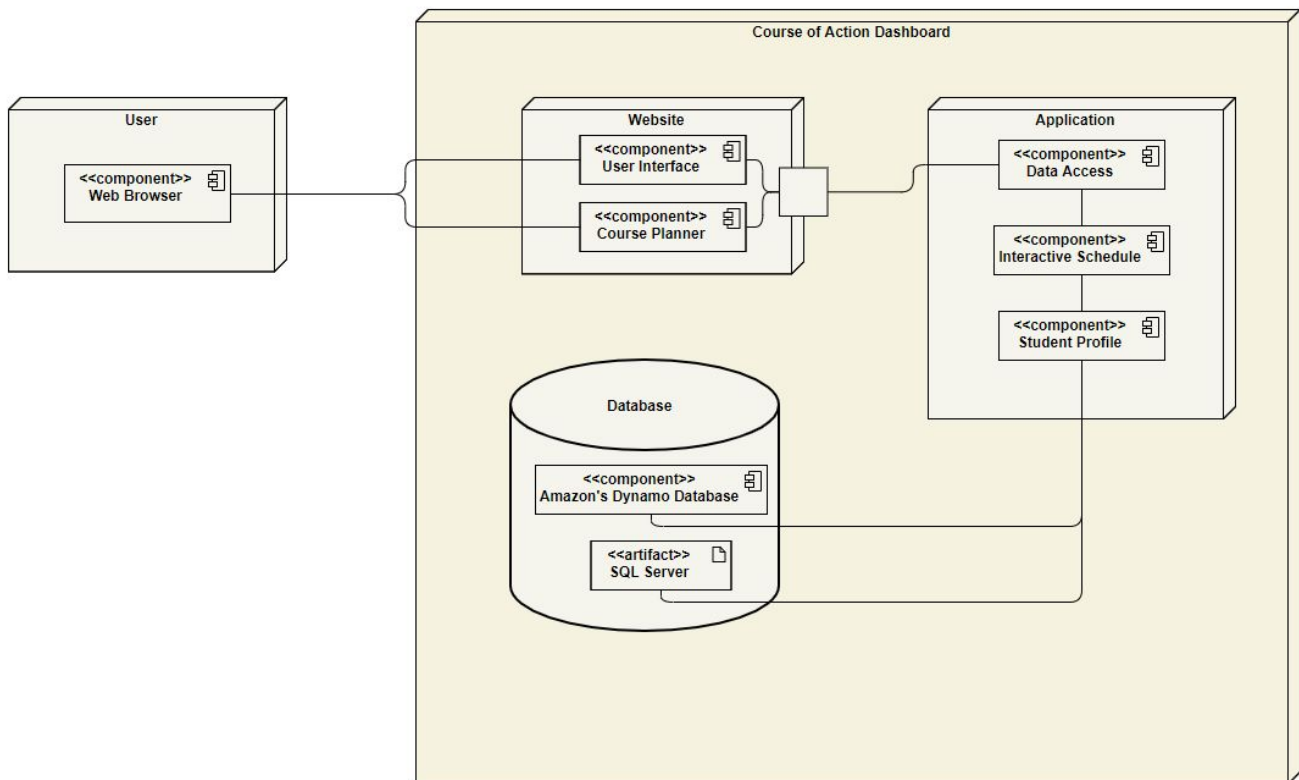 Course of Action Dashboard
User
<<component>>
Web Browser
Website
<<component>>
User Interface
<<component>>
Course Planner
Application
<<component>>
Data Access
<<component>>
Interactive Schedule
<<component>>
Student Profile
Database
<<component>>
Amazon's Dynamo Database
<<artifact>>
SQL Server